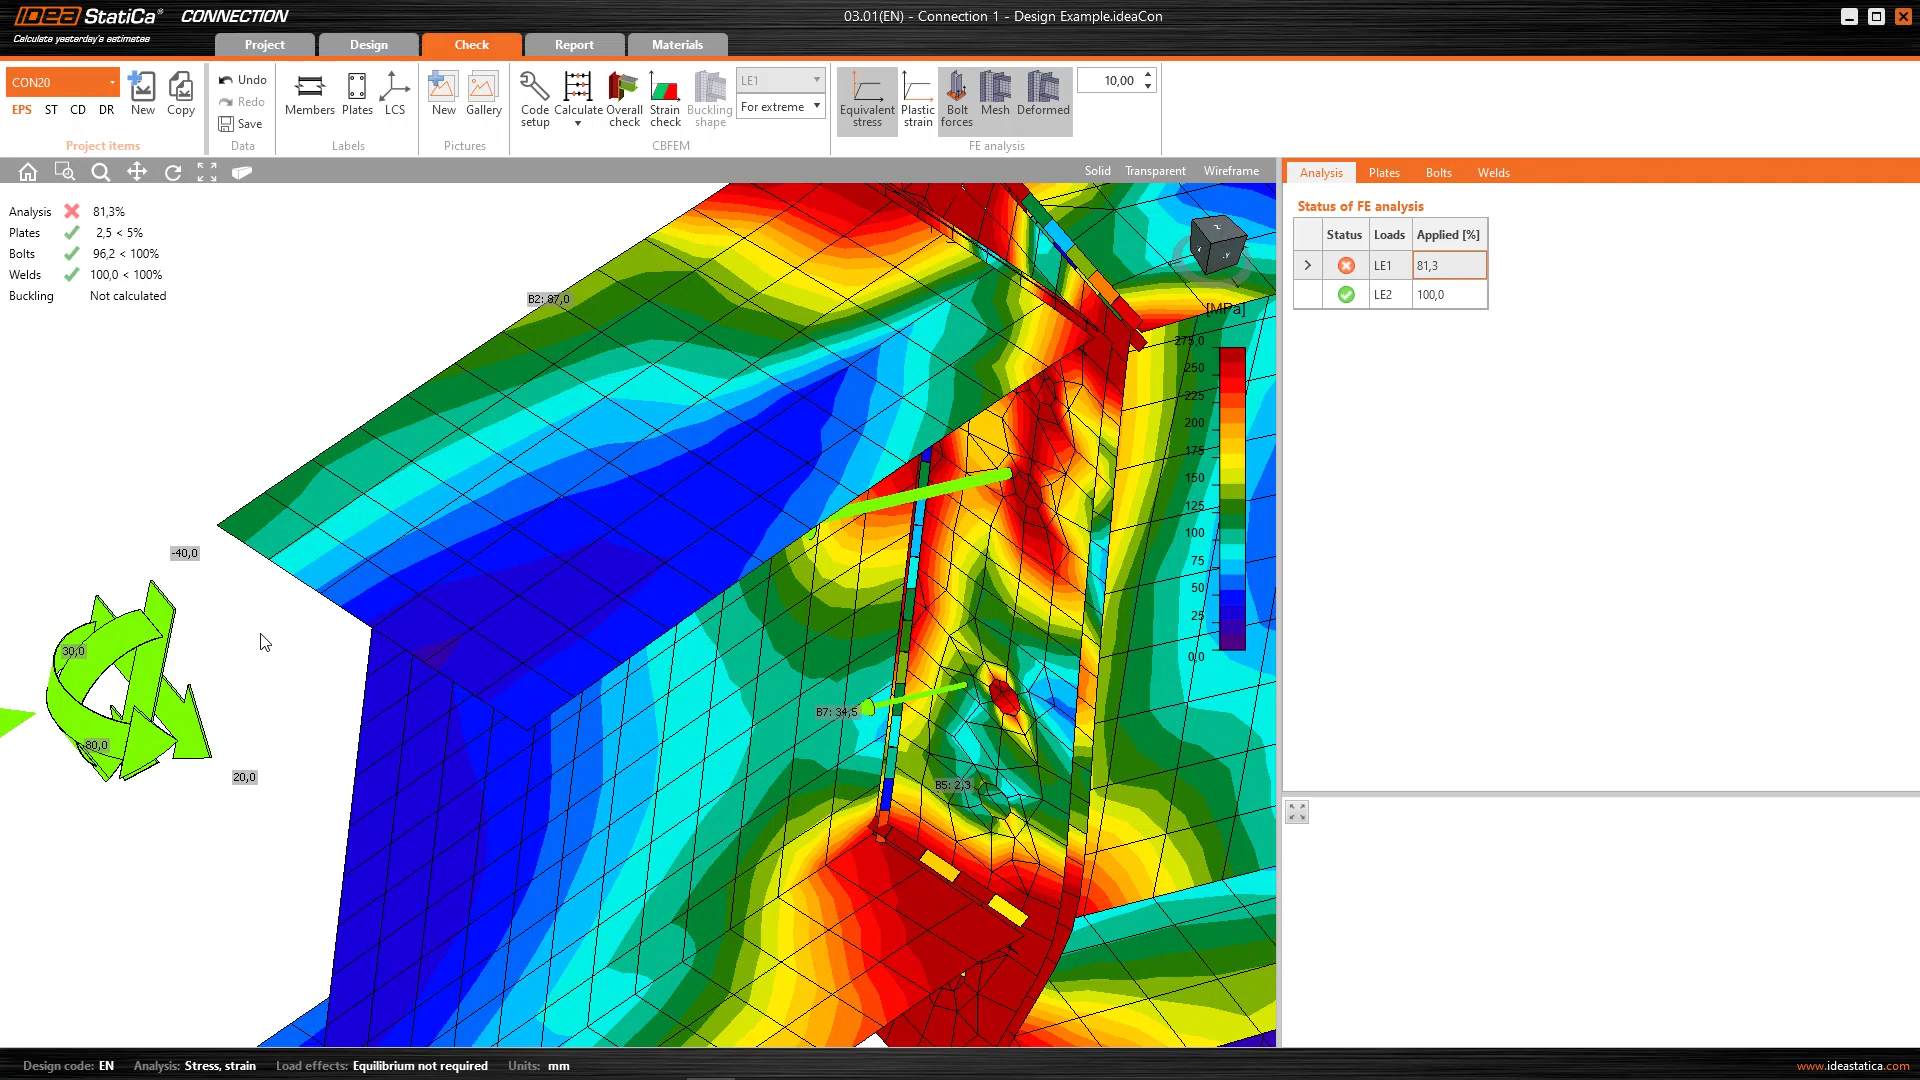 IDEA StatiCa® CONNECTION
Calculate yesterday's estimates
03.01(EN) - Connection 1 - Design Example.ideaCon
Project Design Check Report Materials
CON20
EPS ST CD DR
New Copy
Project items
Undo
Redo
Save
Data
Members Plates LCS
Labels
New Gallery
Pictures
Code setup Calculate Overall check Strain check Buckling shape
LE1
For extreme
CBFEM
Equivalent stress Plastic strain Bolt forces Mesh Deformed
10,00
FE analysis
Solid Transparent Wireframe
Analysis Plates Bolts Welds
Analysis 81,3%
Plates 2,5 < 5%
Bolts 96,2 < 100%
Welds 100,0 < 100%
Buckling Not calculated
Status of FE analysis
Status Loads Applied [%]
LE1 81,3
LE2 100,0
B2: 87,0
[MPa]
275,0
250
225
200
175
150
125
100
75
50
25
0,0
-40,0
30,0
80,0
20,0
B7: 34,5
B5: 2,3
Design code: EN Analysis: Stress, strain Load effects: Equilibrium not required Units: mm
www.ideastatica.com